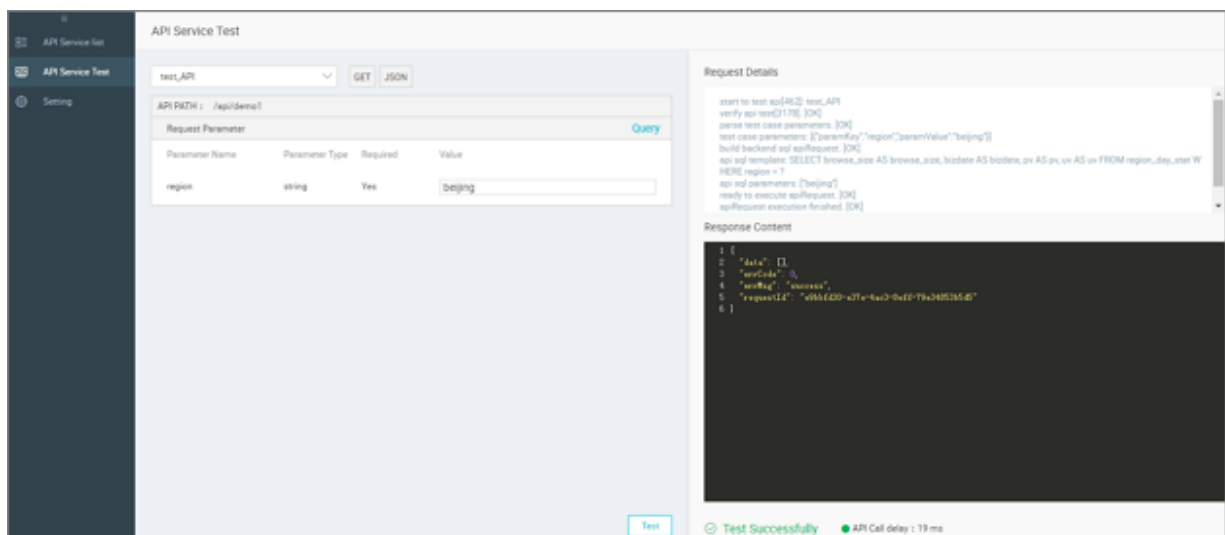 API Service Test
API Service list
API Service Test
Setting
test_API
GET JSON
API PATH : /api/demo1
Request Parameter Query
Parameter Name Parameter Type Required Value
region string Yes beijing
Test
Request Details
start to test api[462]: test_API
verify api test[3178]. [OK]
parse test case parameters. [OK]
test case parameters: [{"paramKey":"region","paramValue":"beijing"}]
build backend sql apiRequest. [OK]
api sql template: SELECT browse_size AS browse_size, bizdate AS bizdate, pv AS pv, uv AS uv FROM region_day_stat W
HERE region = ?
api sql parameters: ["beijing"]
ready to execute apiRequest. [OK]
apiRequest execution finished. [OK]
Response Content
1 {
2 "data": [],
3 "errCode": 0,
4 "errMsg": "success",
5 "requestId":
6 }
Test Successfully API Call delay : 19 ms